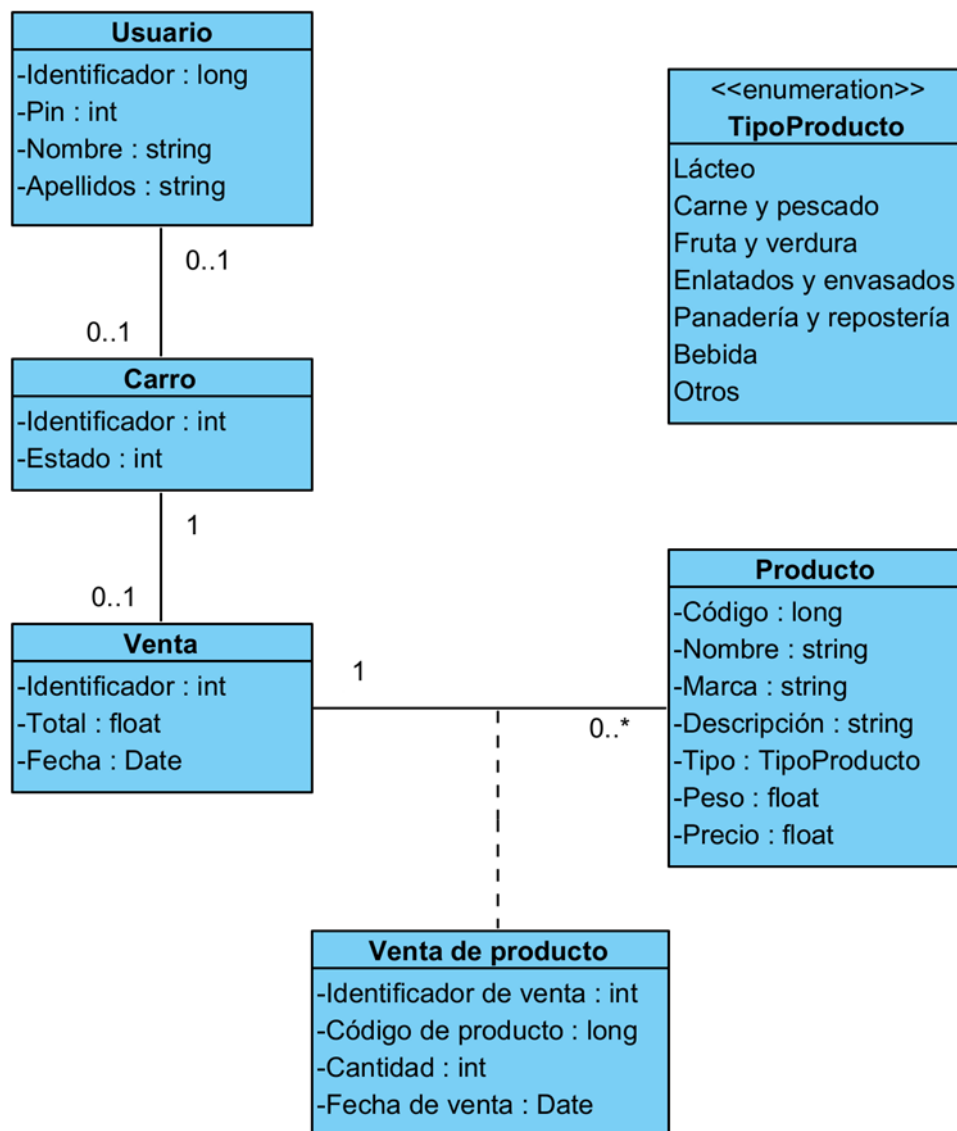 Usuario
-Identificador : long
-Pin : int
-Nombre : string
-Apellidos : string
<<enumeration>>
TipoProducto
Lácteo
Carne y pescado
Fruta y verdura
Enlatados y envasados
Panadería y repostería
Bebida
Otros
0..1
0..1
Carro
-Identificador : int
-Estado : int
1
0..1
Venta
-Identificador : int
-Total : float
-Fecha : Date
1
0..*
Producto
-Código : long
-Nombre : string
-Marca : string
-Descripción : string
-Tipo : TipoProducto
-Peso : float
-Precio : float
Venta de producto
-Identificador de venta : int
-Código de producto : long
-Cantidad : int
-Fecha de venta : Date